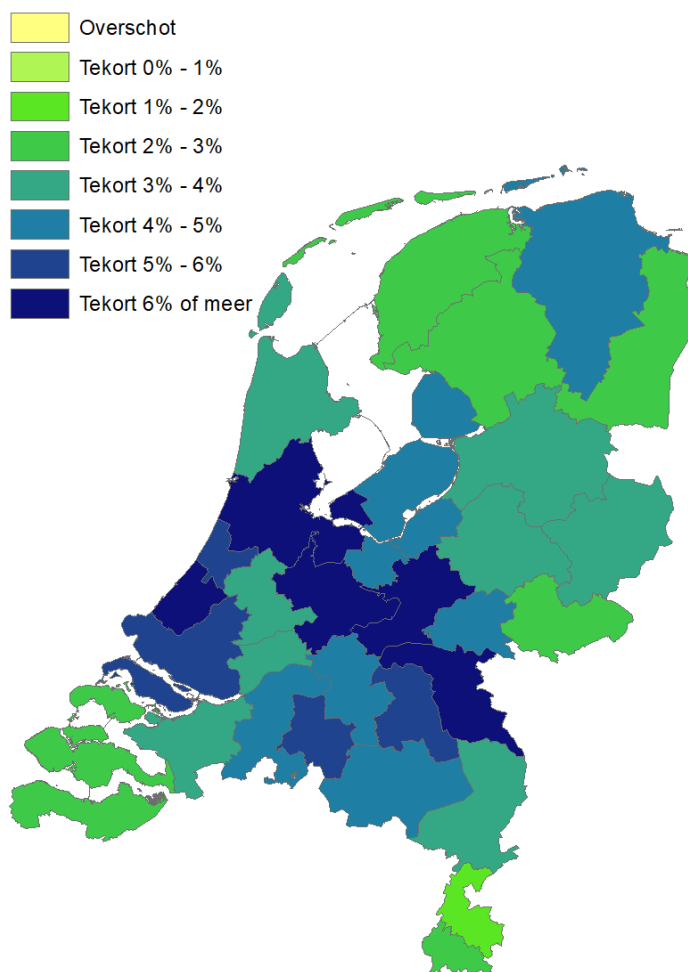 Overschot
Tekort 0% - 1%
Tekort 1% - 2%
Tekort 2% - 3%
Tekort 3% - 4%
Tekort 4% - 5%
Tekort 5% - 6%
Tekort 6% of meer